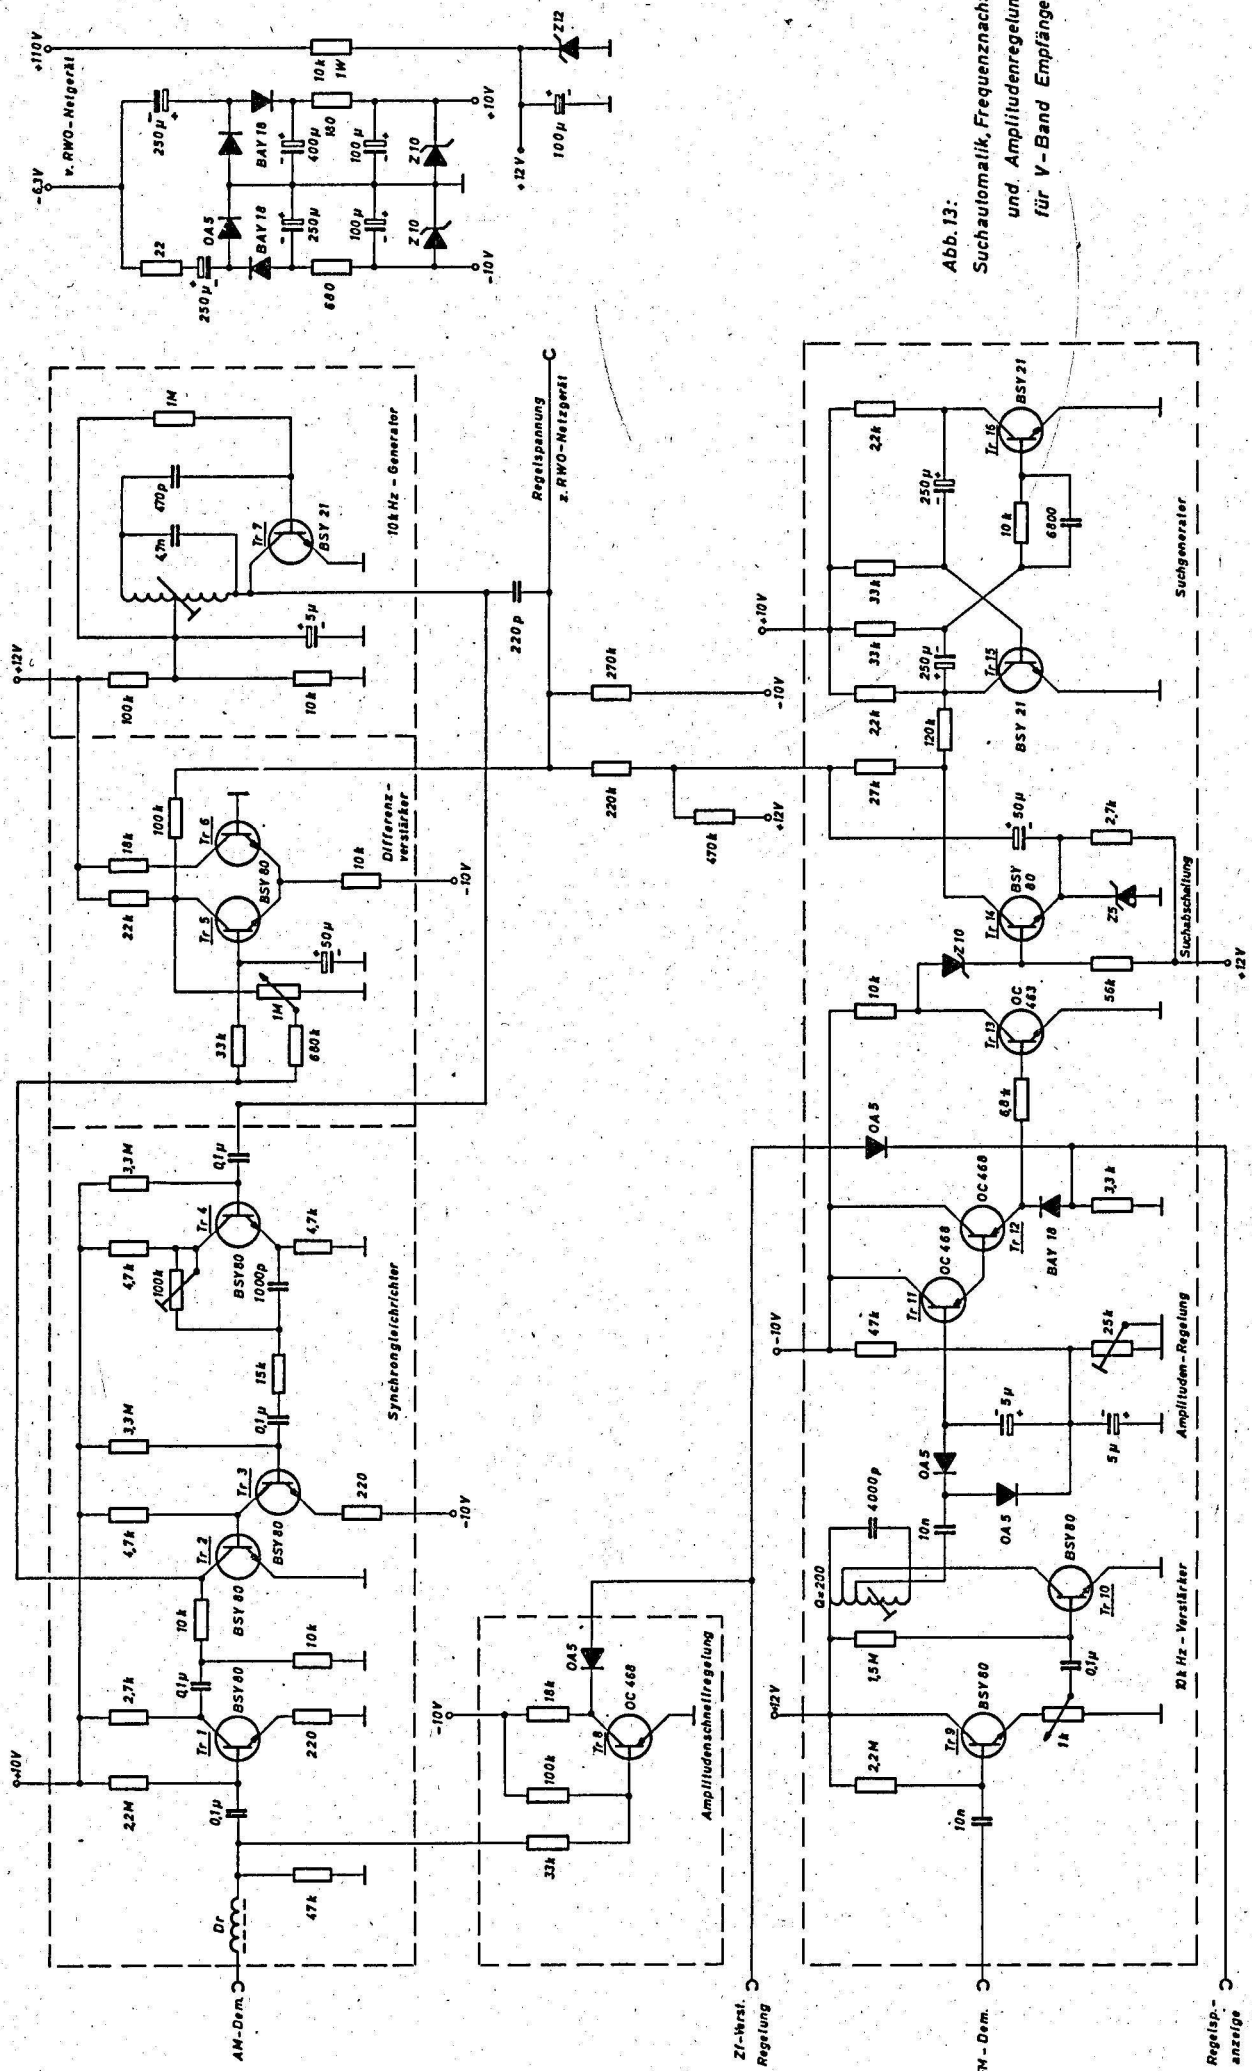 +110V
v. RWO-Netgerät
-6,3V
10k
1W
Z12
250µ
BAY 18
400µ
180
100µ
Z10
+10V
+12V
100µ
22
250µ
OA5
BAY 18
250µ
680
100µ
Z10
-10V
Abb. 13:
Suchautomatik, Frequenznach
und. Amplitudenregelun
für V-Band Empfänge
+10V
2,2M
2,7k
10k
4,7k
3,3M
4,7k
3,3M
AM-Dem.
Dr
47k
0,1µ
Tr 1
BSY 80
220
0,1µ
10k
Tr 2
BSY 80
Tr 3
BSY 80
220
-10V
0,1µ
15k
100k
1000p
Tr 4
BSY 80
4,7k
0,1µ
Synchrongleichrichter
33k
680k
1M
50µ
22k
18k
100k
Tr 5
BSY 80
Tr 6
10k
-10V
Differenz-
verstärker
+12V
100k
10k
5µ
4,7n
470p
1M
Tr 7
BSY 21
10kHz-Generator
220p
Regelspannung
z. RWO-Netzgerät
270k
-10V
220k
470k
+12V
-10V
33k
100k
18k
Tr 8
OC 468
OA5
Amplitudenschnellregelung
Zf-Verst.
Regelung
M-Dem.
Regelsp.-
anzeige
+12V
10n
2,2M
Tr 9
BSY 80
1k
1,5M
0,1µ
Tr 10
BSY 80
Q=200
4000p
10n
10kHz-Verstärker
OA5
OA5
5µ
5µ
-10V
47k
25k
Amplituden-Regelung
Tr 11
OC 468
Tr 12
OC 468
BAY 18
3,3k
OA5
6,8k
Tr 13
OC
463
10k
Z10
56k
+12V
Tr 14
BSY
80
Z5
50µ
2,7k
Suchabschaltung
27k
120k
2,2k
33k
33k
2,2k
+10V
250µ
Tr 15
BSY 21
250µ
10k
6800
Tr 16
BSY 21
Suchgenerator